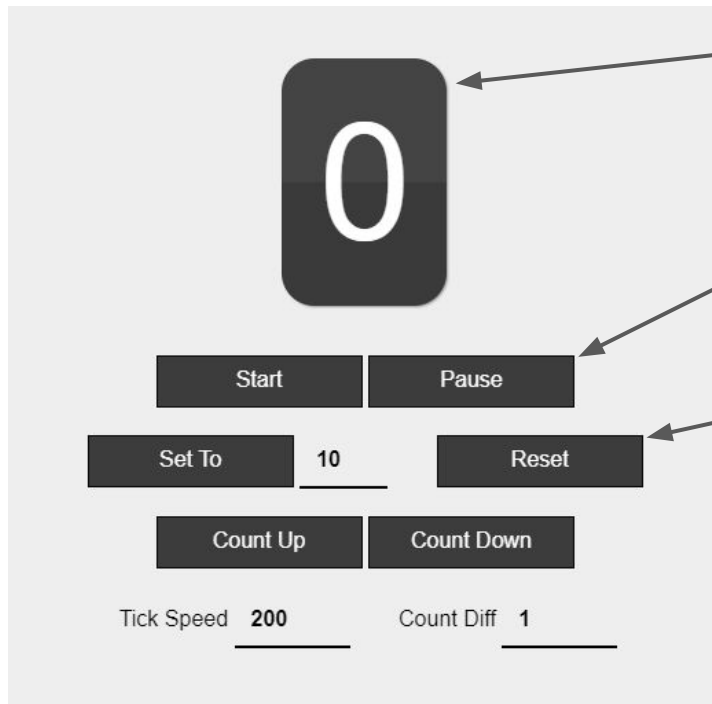 0
Start Pause
Set To 10 Reset
Count Up Count Down
Tick Speed 200 Count Diff 1